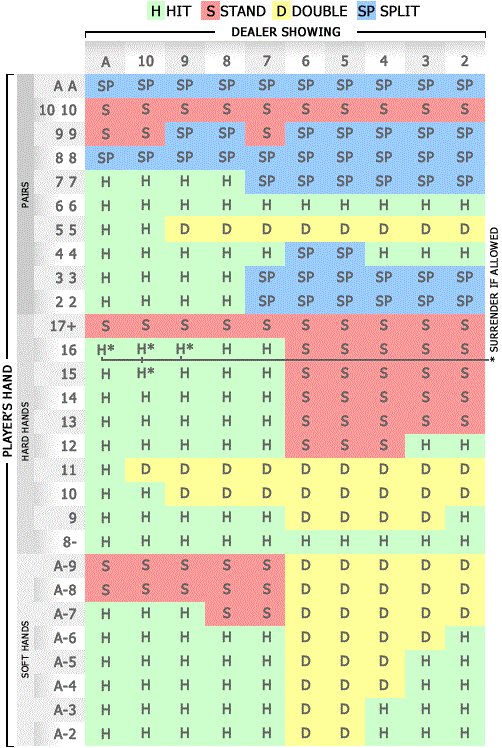 H HIT S STAND D DOUBLE SP SPLIT
DEALER SHOWING
A 10 9 8 7 6 5 4 3 2
PLAYER'S HAND
PAIRS
A A SP SP SP SP SP SP SP SP SP SP
10 10 S S S S S S S S S S
9 9 S S SP SP S SP SP SP SP SP
8 8 SP SP SP SP SP SP SP SP SP SP
7 7 H H H H SP SP SP SP SP SP
6 6 H H H H H H H H H H
5 5 H H D D D D D D D D
4 4 H H H H H SP SP H H H
3 3 H H H H SP SP SP SP SP SP
2 2 H H H H SP SP SP SP SP SP
HARD HANDS
17+ S S S S S S S S S S
16 H* H* H* H H S S S S S
15 H H* H H H S S S S S
14 H H H H H S S S S S
13 H H H H H S S S S S
12 H H H H H S S S H H
11 H D D D D D D D D D
10 H H D D D D D D D D
9 H H H H H D D D D H
8- H H H H H H H H H H
SOFT HANDS
A-9 S S S S S D D D D D
A-8 S S S S S D D D D D
A-7 H H H S S D D D D D
A-6 H H H H H D D D D H
A-5 H H H H H D D D H H
A-4 H H H H H D D D H H
A-3 H H H H H D D H H H
A-2 H H H H H D D H H H
* SURRENDER IF ALLOWED